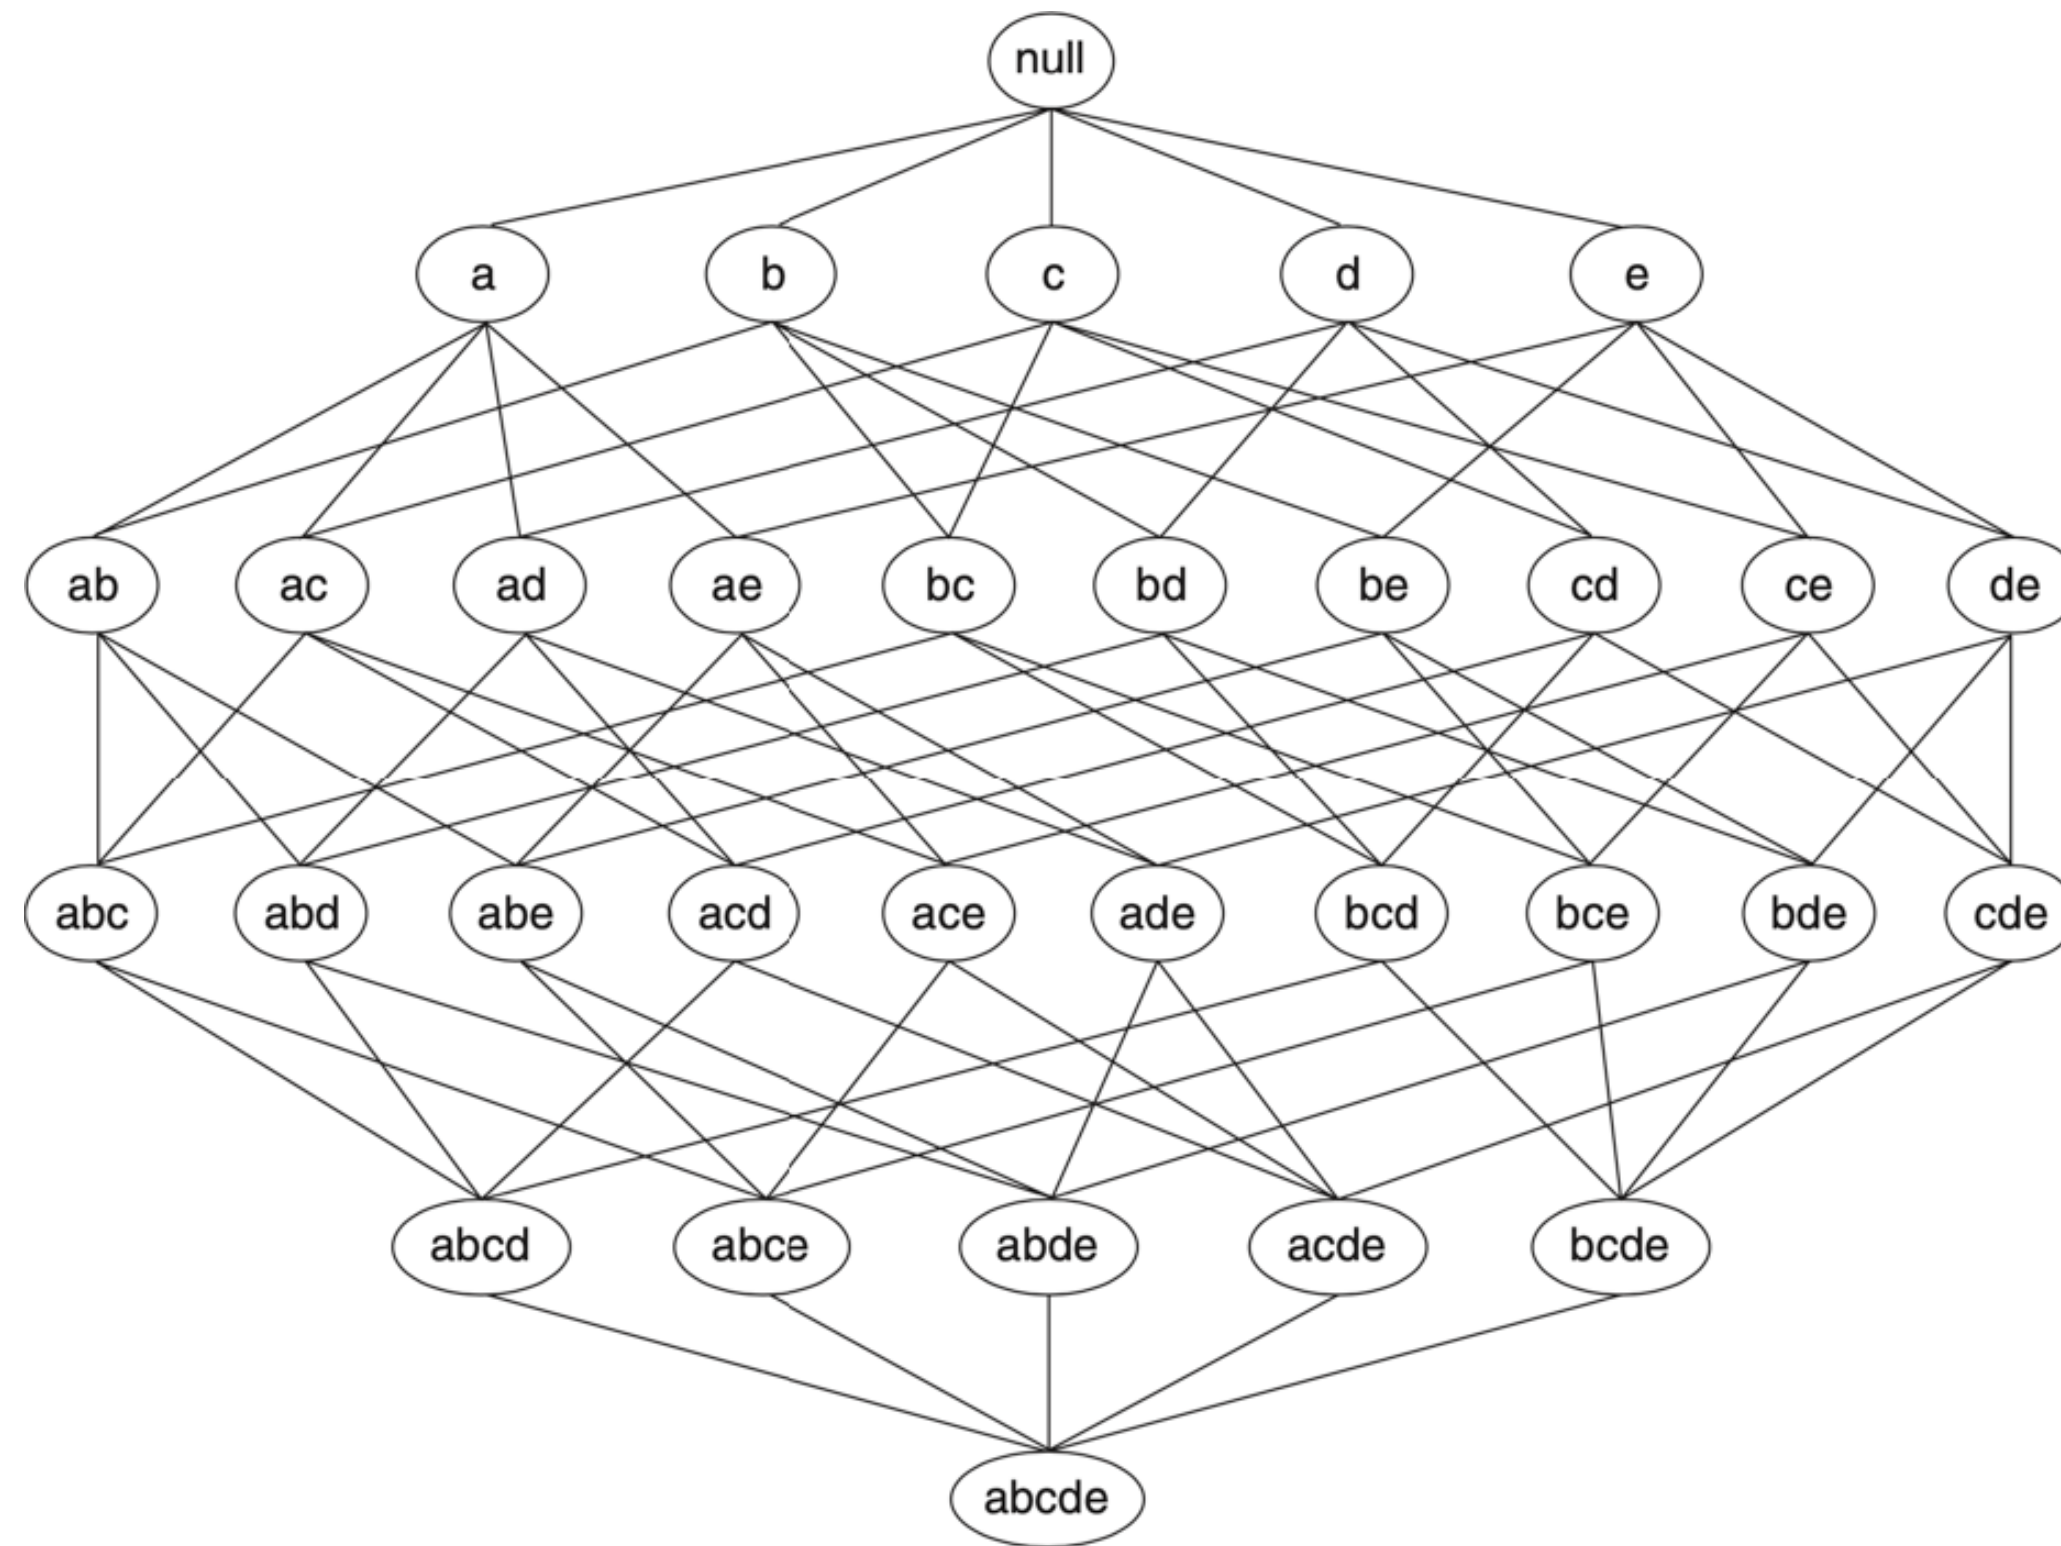 null
a b c d e
ab ac ad ae bc bd be cd ce de
abc abd abe acd ace ade bcd bce bde cde
abcd abce abde acde bcde
abcde